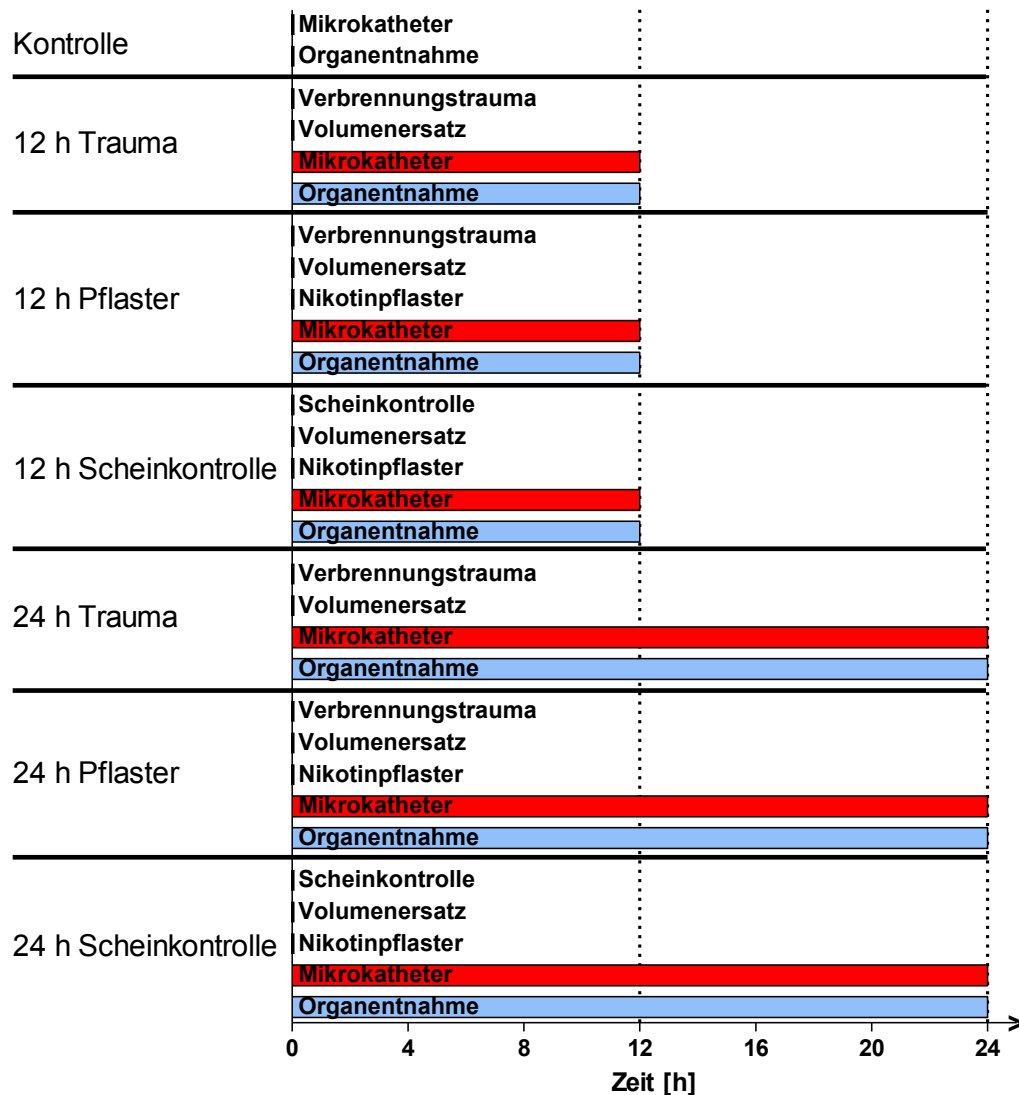 Kontrolle
Mikrokatheter
Organentnahme
12 h Trauma
Verbrennungstrauma
Volumenersatz
Mikrokatheter
Organentnahme
12 h Pflaster
Verbrennungstrauma
Volumenersatz
Nikotinpflaster
Mikrokatheter
Organentnahme
12 h Scheinkontrolle
Scheinkontrolle
Volumenersatz
Nikotinpflaster
Mikrokatheter
Organentnahme
24 h Trauma
Verbrennungstrauma
Volumenersatz
Mikrokatheter
Organentnahme
24 h Pflaster
Verbrennungstrauma
Volumenersatz
Nikotinpflaster
Mikrokatheter
Organentnahme
24 h Scheinkontrolle
Scheinkontrolle
Volumenersatz
Nikotinpflaster
Mikrokatheter
Organentnahme
0 4 8 12 16 20 24
Zeit [h]